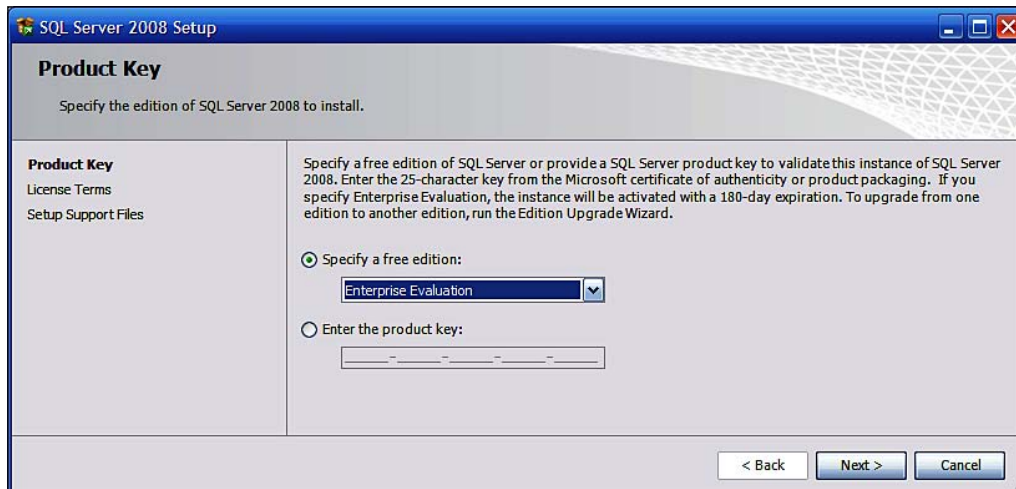 SQL Server 2008 Setup
Product Key
Specify the edition of SQL Server 2008 to install.
Product Key
License Terms
Setup Support Files
Specify a free edition of SQL Server or provide a SQL Server product key to validate this instance of SQL Server
2008. Enter the 25-character key from the Microsoft certificate of authenticity or product packaging. If you
specify Enterprise Evaluation, the instance will be activated with a 180-day expiration. To upgrade from one
edition to another edition, run the Edition Upgrade Wizard.
Specify a free edition:
Enterprise Evaluation
Enter the product key:
_____-_____-_____-_____-_____
< Back
Next >
Cancel